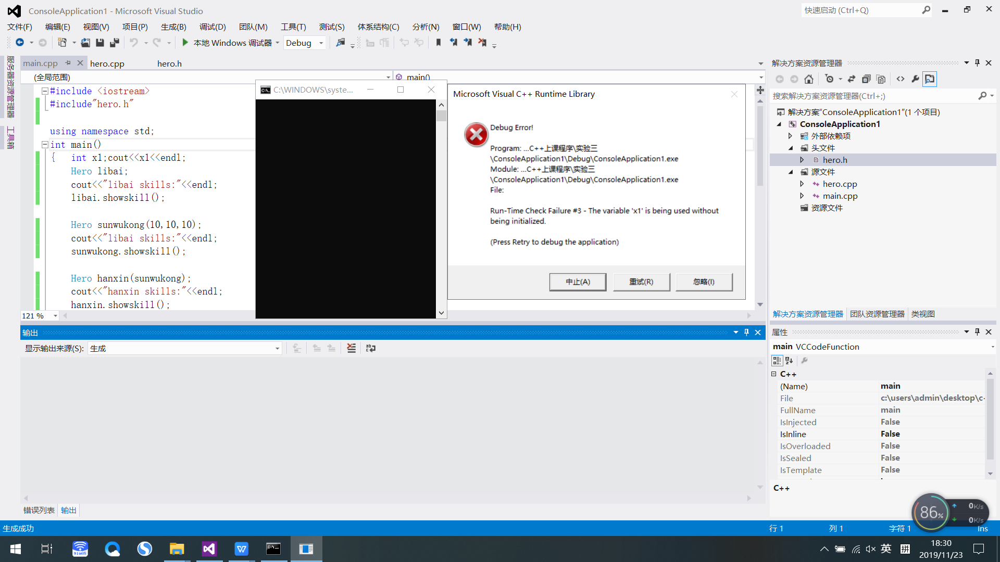 ConsoleApplication1 - Microsoft Visual Studio
快速启动 (Ctrl+Q)
文件(F) 编辑(E) 视图(V) 项目(P) 生成(B) 调试(D) 团队(M) 工具(T) 测试(S) 体系结构(C) 分析(N) 窗口(W) 帮助(H)
本地 Windows 调试器 Debug
服务器资源管理器
工具箱
main.cpp hero.cpp hero.h
(全局范围) main()
#include <iostream>
#include"hero.h"
using namespace std;
int main()
{ int x1;cout<<x1<<endl;
Hero libai;
cout<<"libai skills:"<<endl;
libai.showskill();
Hero sunwukong(10,10,10);
cout<<"libai skills:"<<endl;
sunwukong.showskill();
Hero hanxin(sunwukong);
cout<<"hanxin skills:"<<endl;
hanxin.showskill();
121 %
C:\WINDOWS\syste...
Microsoft Visual C++ Runtime Library
Debug Error!
Program: ...C++上课程序\实验三
\ConsoleApplication1\Debug\ConsoleApplication1.exe
Module: ...C++上课程序\实验三
\ConsoleApplication1\Debug\ConsoleApplication1.exe
File:
Run-Time Check Failure #3 - The variable 'x1' is being used without
being initialized.
(Press Retry to debug the application)
中止(A) 重试(R) 忽略(I)
解决方案资源管理器
搜索解决方案资源管理器(Ctrl+;)
解决方案"ConsoleApplication1"(1 个项目)
ConsoleApplication1
外部依赖项
头文件
hero.h
源文件
hero.cpp
main.cpp
资源文件
解决方案资源管理器 团队资源管理器 类视图
输出
显示输出来源(S): 生成
错误列表 输出
属性
main VCCodeFunction
C++
(Name) main
File c:\users\admin\desktop\c-
FullName main
IsInjected False
IsInline False
IsOverloaded False
IsSealed False
IsTemplate False
C++
86%
0K/s
0K/s
生成成功 行 1 列 1 字符 1 Ins
91wifi
英 拼
18:30
2019/11/23